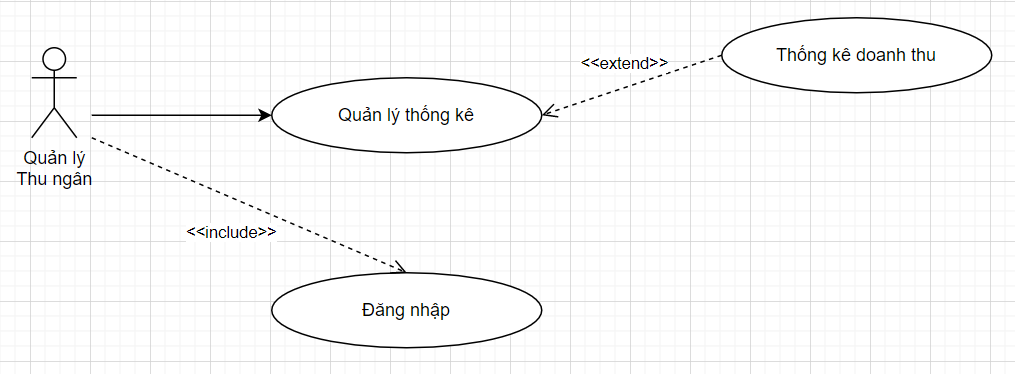 Thống kê doanh thu
<<extend>>
Quản lý thống kê
Quản lý
Thu ngân
<<include>>
Đăng nhập